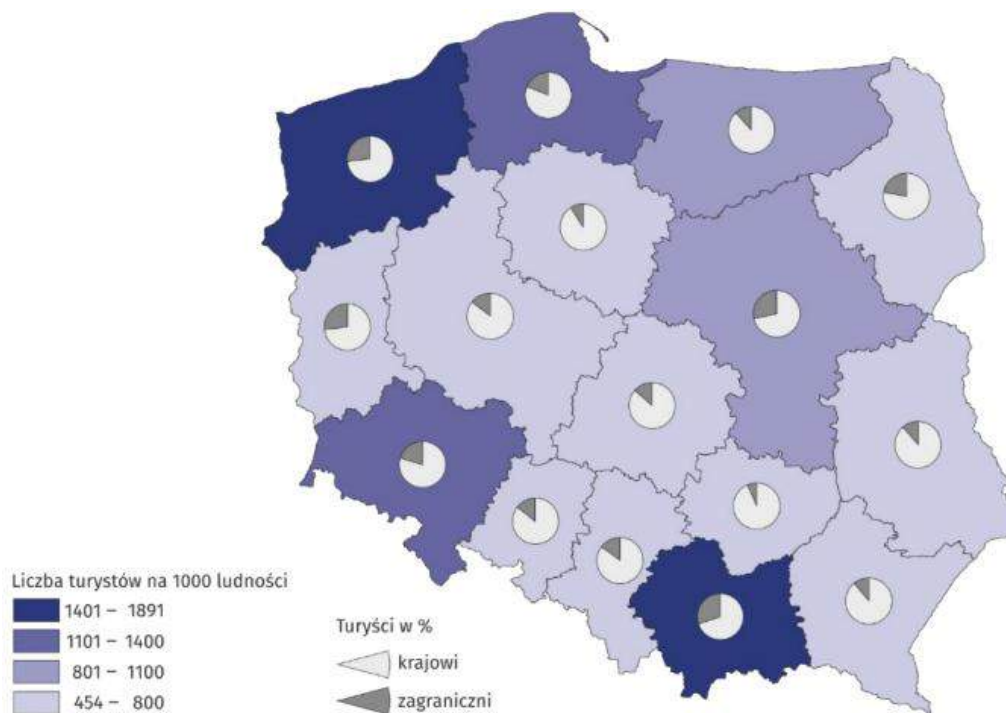 Liczba turystów na 1000 ludności
1401 – 1891
1101 – 1400
801 – 1100
454 – 800
Turyści w %
krajowi
zagraniczni